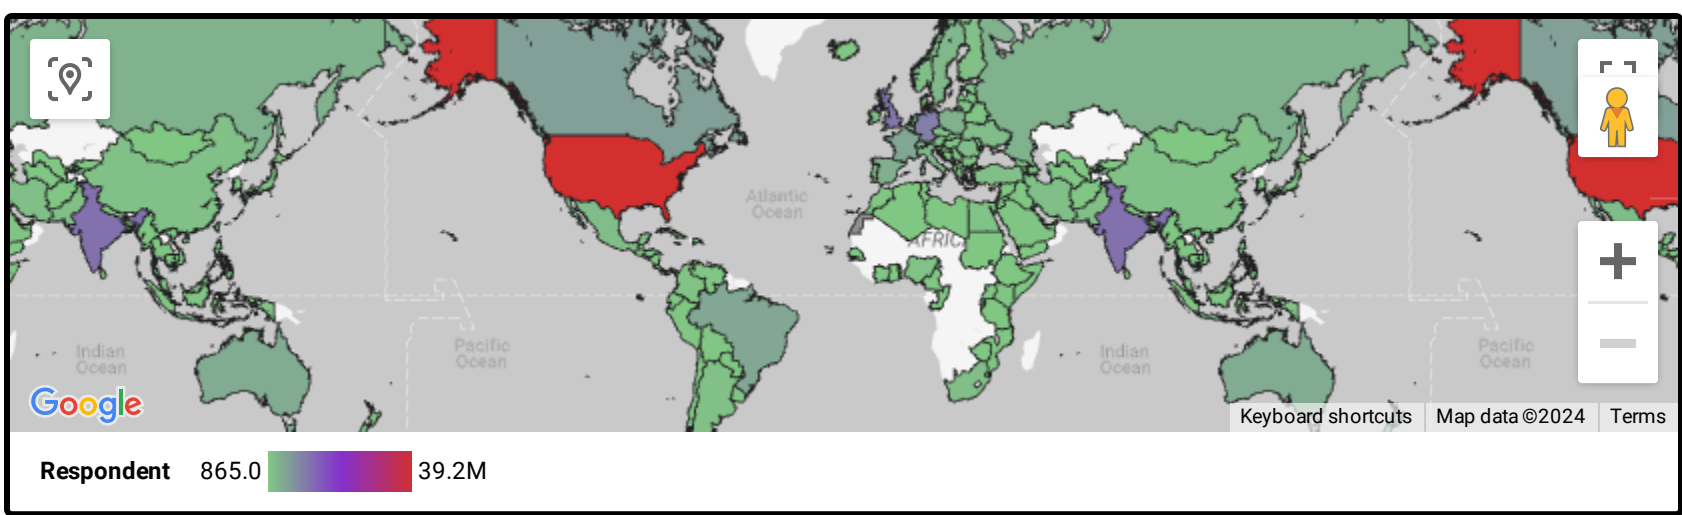 Atlantic
Ocean
AFRIC
Indian
Ocean
Pacific
Ocean
Indian
Ocean
Pacific
Ocean
Google
Keyboard shortcuts
Map data ©2024
Terms
Respondent
865.0
39.2M